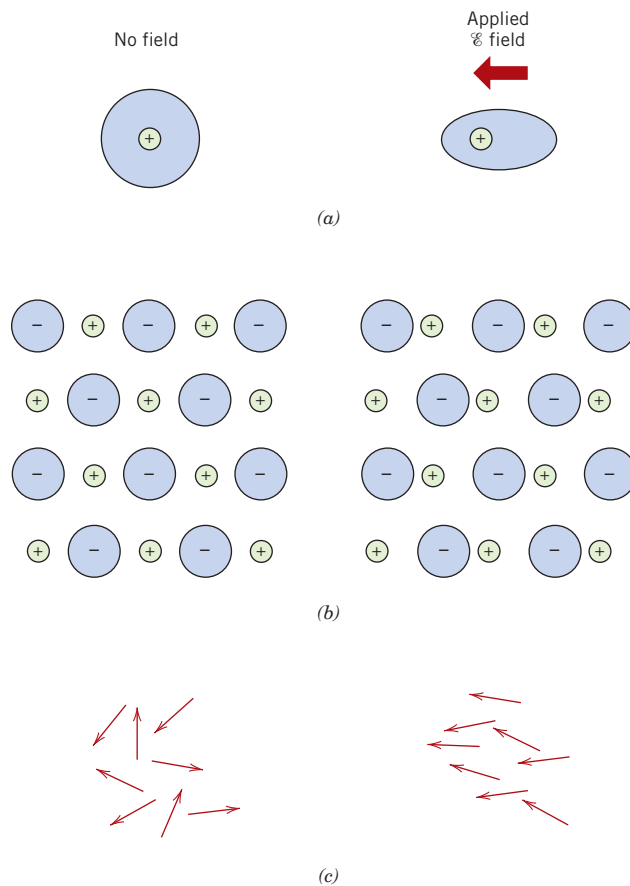 No field
Applied
ℰ field
+ +
(a)
− + − + − − + − + −
+ − + − + + − + − +
− + − + − − + − + −
+ − + − + + − + − +
(b)
(c)